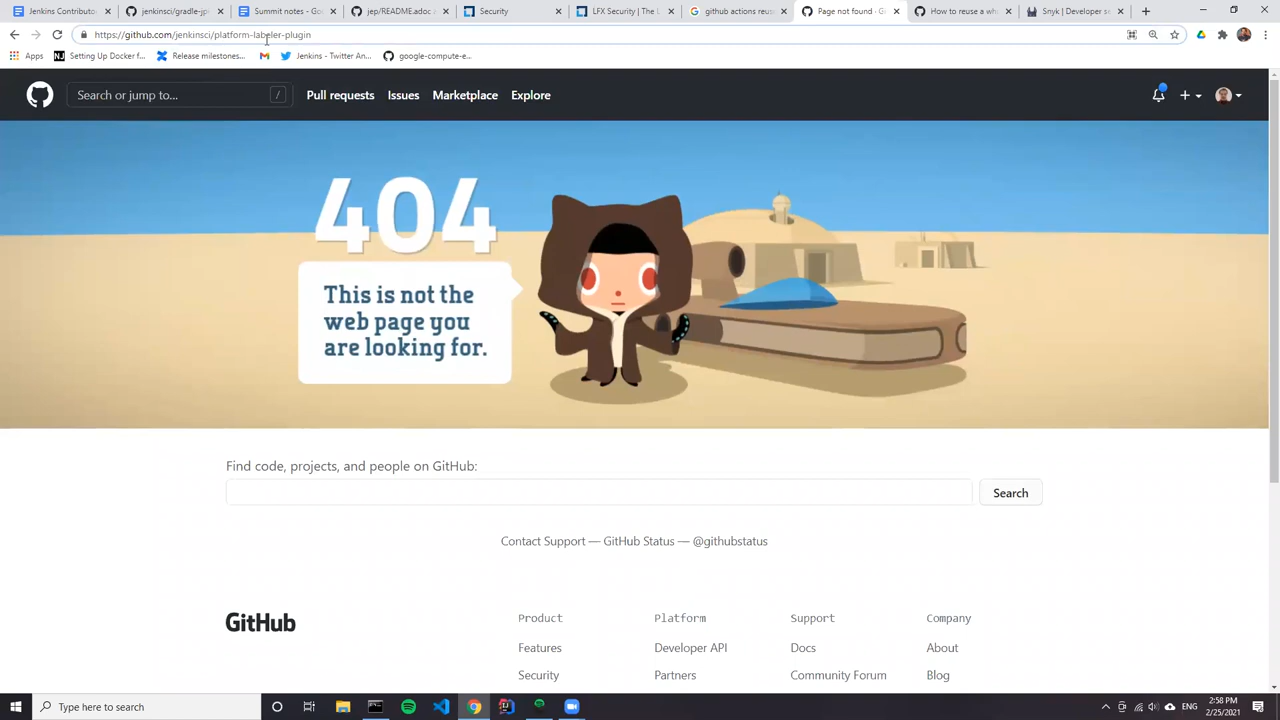 Jenkins Contributo
jenkinsci/gradle-jp
Summit notes - Go
jep/README.adoc
Security
LFX Security | The L
github actions reus
Page not found · Gi
How to reuse a wh
Snyk | Developer se
https://github.com/jenkinsci/platform-labeler-plugin
Apps
Setting Up Docker f...
Release milestones...
Jenkins - Twitter An...
google-compute-e...
Search or jump to...
/
Pull requests
Issues
Marketplace
Explore
404
This is not the
web page you
are looking for.
Find code, projects, and people on GitHub:
Search
Contact Support — GitHub Status — @githubstatus
GitHub
Product
Platform
Support
Company
Features
Developer API
Docs
About
Security
Partners
Community Forum
Blog
Type here to search
ENG
2:58 PM
2/25/2021